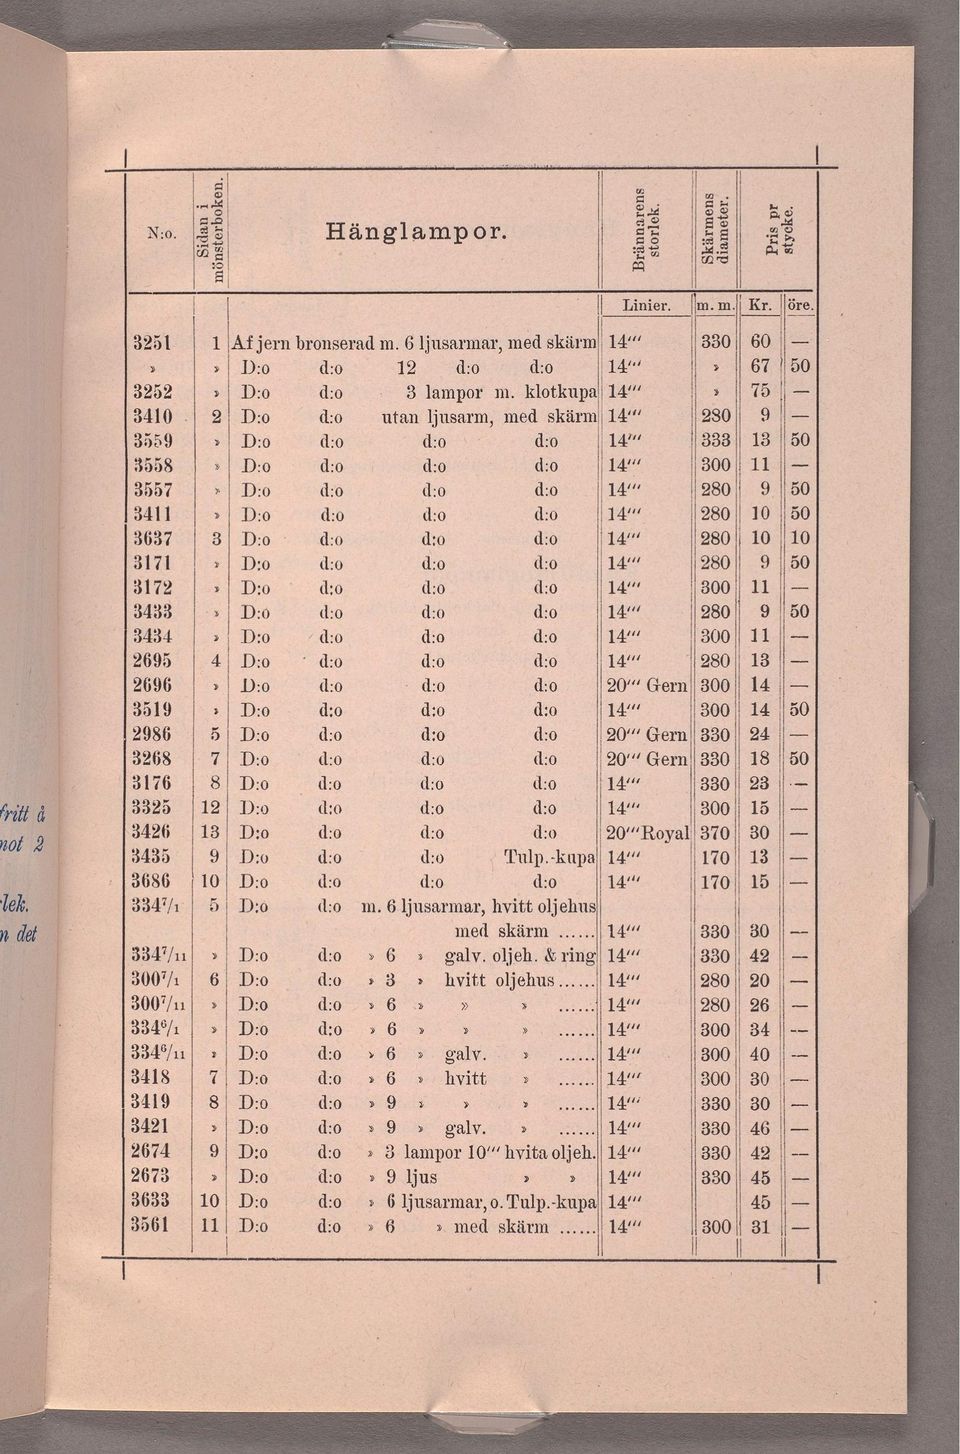 N:o. Sidan i mönsterboken. Hänglampor. Brännarens storlek. Skärmens diameter. Pris pr stycke.
Linier. m. m. Kr. öre.
3251 1 Af jern bronserad m. 6 ljusarmar, med skärm 14''' 330 60 —
» » D:o d:o 12 d:o d:o 14''' » 67 50
3252 » D:o d:o 3 lampor m. klotkupa 14''' » 75 —
3410 2 D:o d:o utan ljusarm, med skärm 14''' 280 9 —
3559 » D:o d:o d:o d:o 14''' 333 13 50
3558 » D:o d:o d:o d:o 14''' 300 11 —
3557 » D:o d:o d:o d:o 14''' 280 9 50
3411 » D:o d:o d:o d:o 14''' 280 10 50
3637 3 D:o d:o d:o d:o 14''' 280 10 10
3171 » D:o d:o d:o d:o 14''' 280 9 50
3172 » D:o d:o d:o d:o 14''' 300 11 —
3433 » D:o d:o d:o d:o 14''' 280 9 50
3434 » D:o d:o d:o d:o 14''' 300 11 —
2695 4 D:o d:o d:o d:o 14''' 280 13 —
2696 » D:o d:o d:o d:o 20''' Gern 300 14 —
3519 » D:o d:o d:o d:o 14''' 300 14 50
2986 5 D:o d:o d:o d:o 20''' Gern 330 24 —
3268 7 D:o d:o d:o d:o 20''' Gern 330 18 50
3176 8 D:o d:o d:o d:o 14''' 330 23 —
3325 12 D:o d:o d:o d:o 14''' 300 15 —
3426 13 D:o d:o d:o d:o 20''' Royal 370 30 —
3435 9 D:o d:o d:o Tulp.-kupa 14''' 170 13 —
3686 10 D:o d:o d:o d:o 14''' 170 15 —
334⁷/₁ 5 D:o d:o m. 6 ljusarmar, hvitt oljehus
med skärm ...... 14''' 330 30 —
334⁷/₁₁ » D:o d:o » 6 » galv. oljeh. & ring 14''' 330 42 —
300⁷/₁ 6 D:o d:o » 3 » hvitt oljehus ...... 14''' 280 20 —
300⁷/₁₁ » D:o d:o » 6 » » » ...... 14''' 280 26 —
334⁶/₁ » D:o d:o » 6 » » » ...... 14''' 300 34 —
334⁶/₁₁ » D:o d:o » 6 » galv. » ...... 14''' 300 40 —
3418 7 D:o d:o » 6 » hvitt » ...... 14''' 300 30 —
3419 8 D:o d:o » 9 » » » ...... 14''' 330 30 —
3421 » D:o d:o » 9 » galv. » ...... 14''' 330 46 —
2674 9 D:o d:o » 3 lampor 10''' hvita oljeh. 14''' 330 42 —
2673 » D:o d:o » 9 ljus » » 14''' 330 45 —
3633 10 D:o d:o » 6 ljusarmar, o. Tulp.-kupa 14''' 45 —
3561 11 D:o d:o » 6 » med skärm ...... 14''' 300 31 —
fritt å
not 2
lek.
det